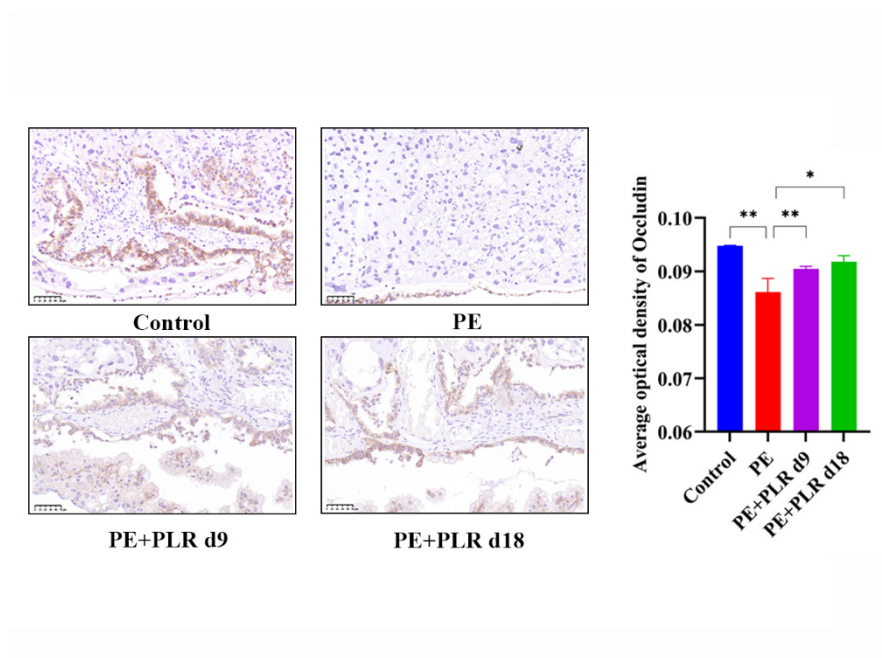 Control
PE
PE+PLR d9
PE+PLR d18
Average optical density of Occludin
0.10
0.09
0.08
0.07
0.06
**
**
*
Control
PE
PE+PLR d9
PE+PLR d18